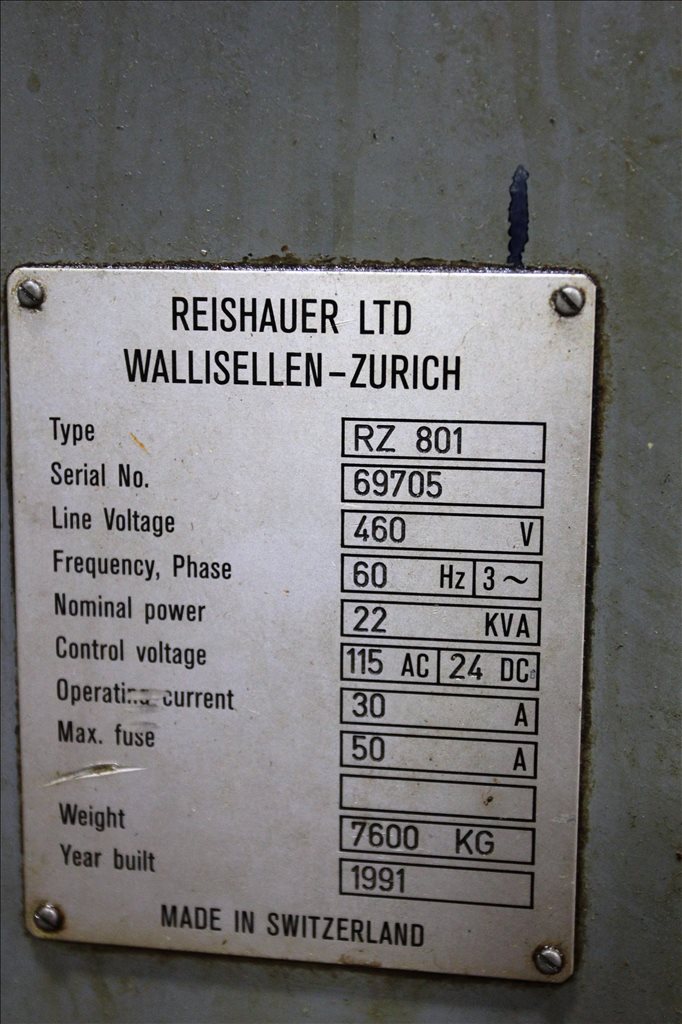 REISHAUER LTD
WALLISELLEN-ZURICH
Type RZ 801
Serial No. 69705
Line Voltage 460 V
Frequency, Phase 60 Hz 3~
Nominal power 22 KVA
Control voltage 115 AC 24 DC
Operating current 30 A
Max. fuse 50 A
Weight 7600 KG
Year built 1991
MADE IN SWITZERLAND